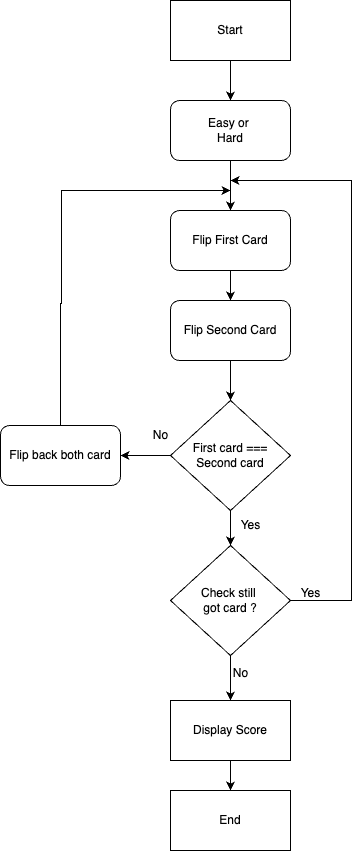 Start
Easy or
Hard
Flip First Card
Flip Second Card
No
Flip back both card
First card ===
Second card
Yes
Check still
got card ?
Yes
No
Display Score
End